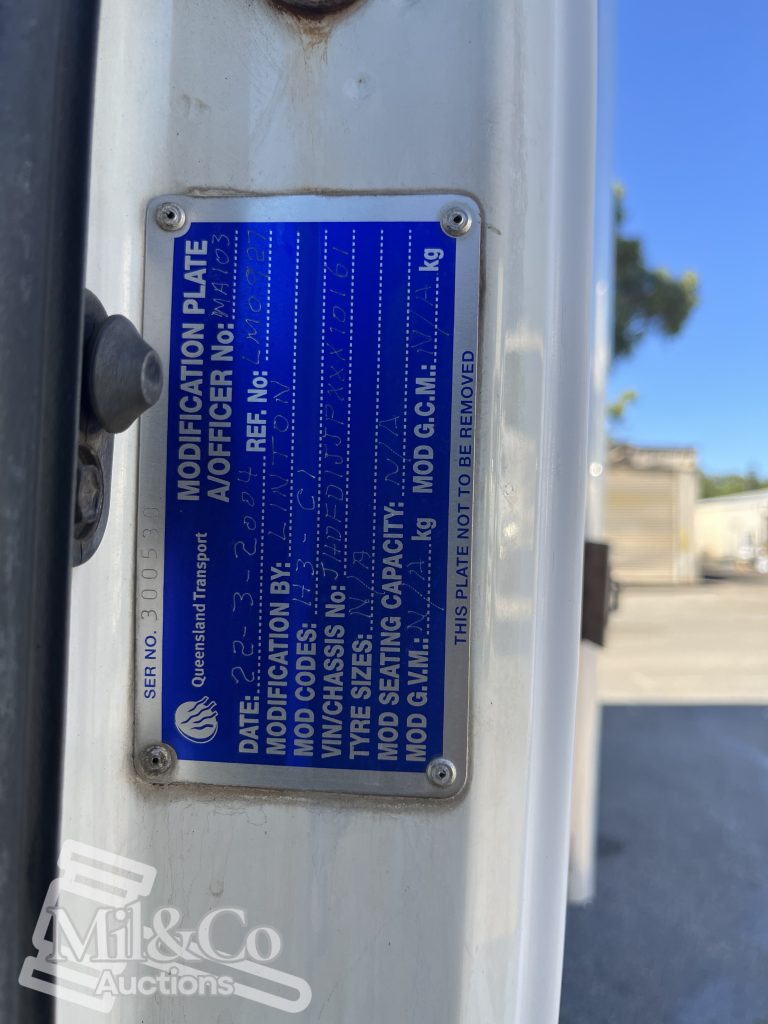 SER NO. 300530
Queensland Transport
MODIFICATION PLATE
A/OFFICER No: MA103
DATE: 22-3-2004 REF. No: LM0927
MODIFICATION BY: LINTON
MOD CODES: H3-C1
VIN/CHASSIS No:
TYRE SIZES: N/A
MOD SEATING CAPACITY: N/A
MOD G.V.M.: N/A kg MOD G.C.M.: N/A kg
THIS PLATE NOT TO BE REMOVED
Mil&Co
Auctions